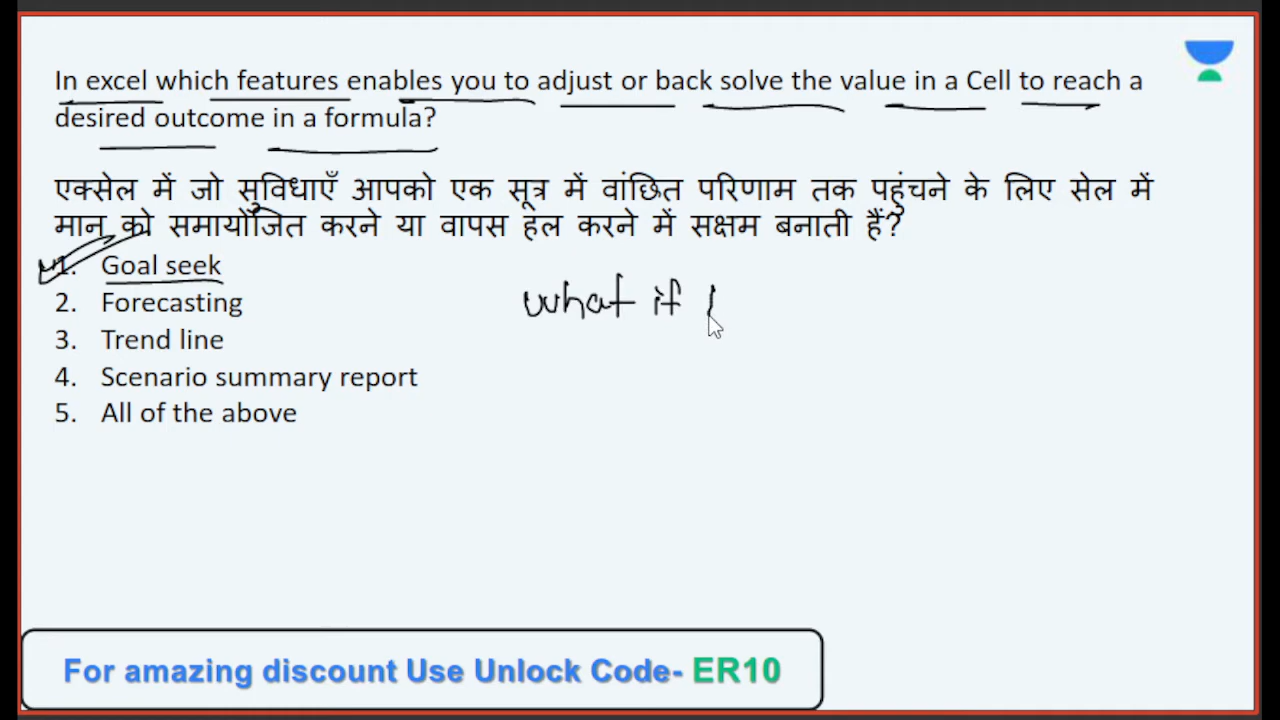 In excel which features enables you to adjust or back solve the value in a Cell to reach a
desired outcome in a formula?
एक्सेल में जो सुविधाएँ आपको एक सूत्र में वांछित परिणाम तक पहुंचने के लिए सेल में
मान को समायोजित करने या वापस हल करने में सक्षम बनाती हैं?
1. Goal seek
what if
2. Forecasting
3. Trend line
4. Scenario summary report
5. All of the above
For amazing discount Use Unlock Code- ER10